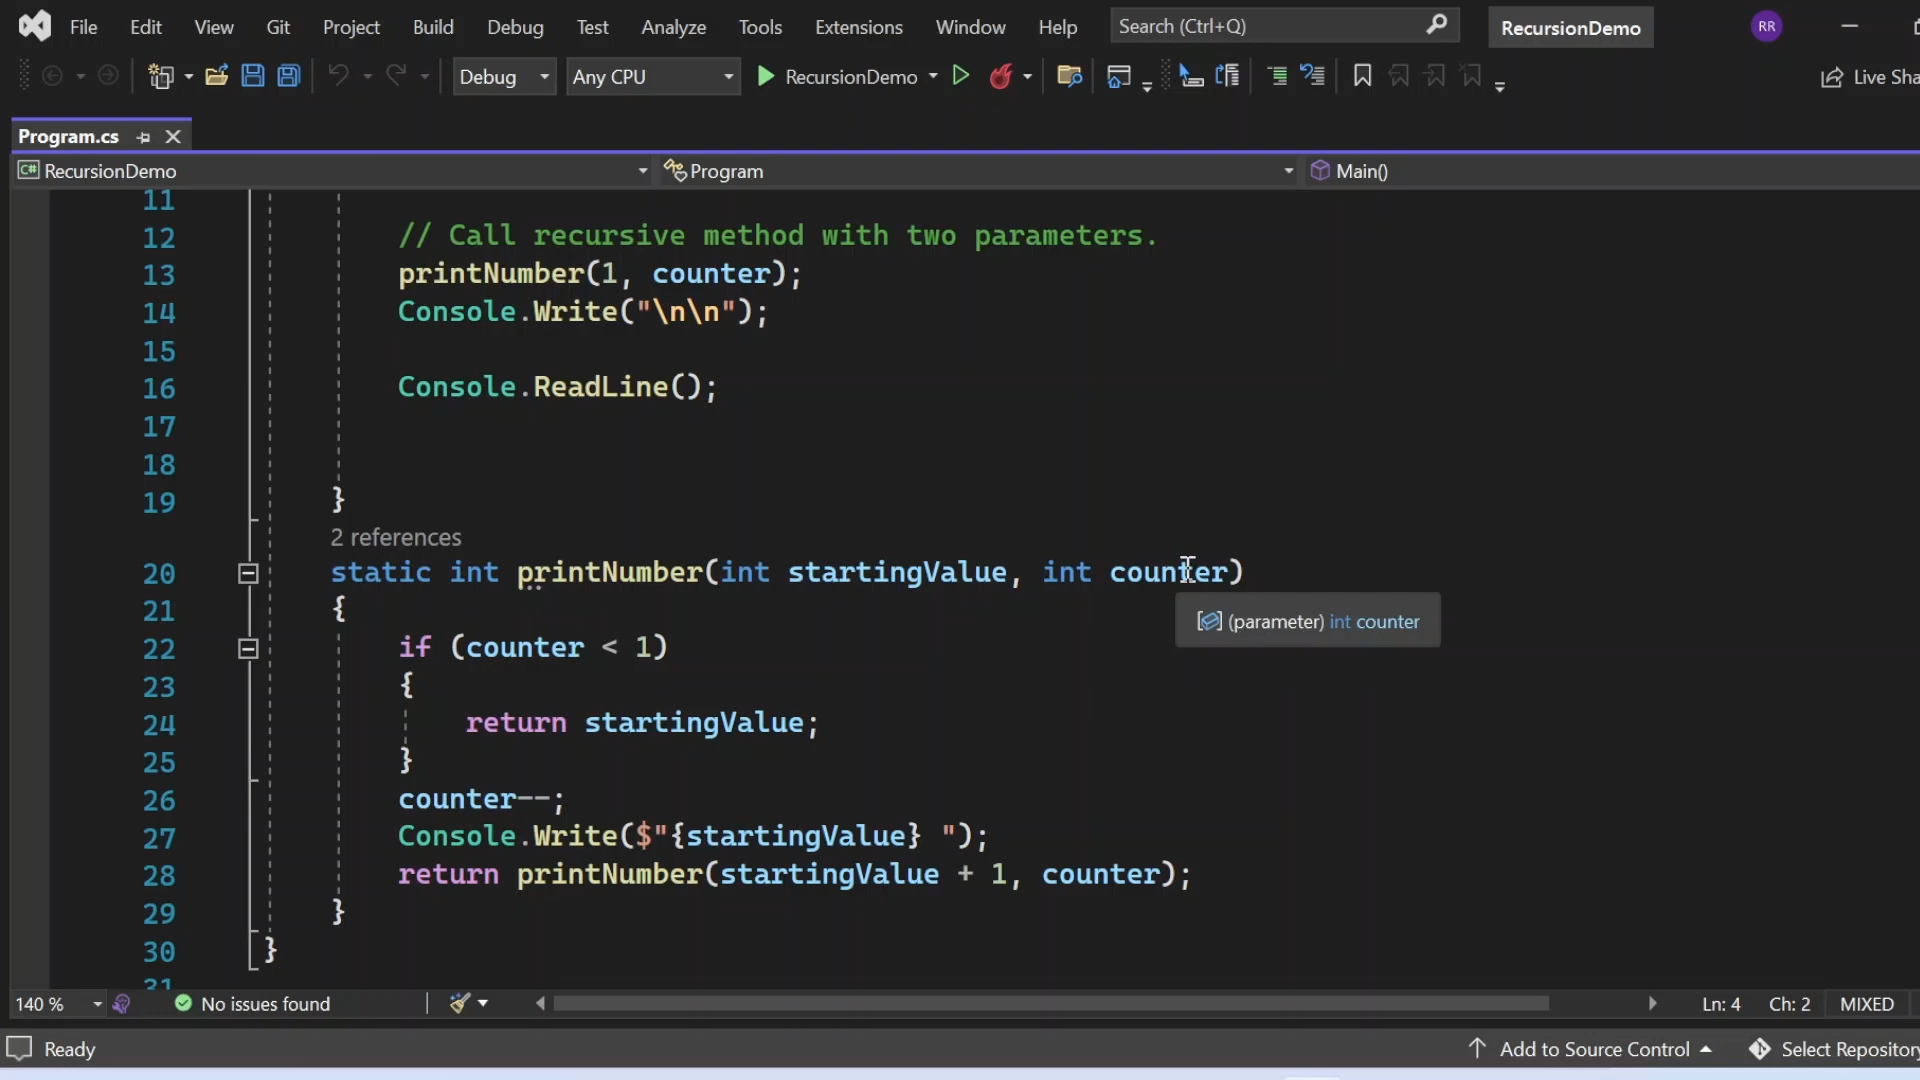 File Edit View Git Project Build Debug Test Analyze Tools Extensions Window Help Search (Ctrl+Q) RecursionDemo RR
Debug Any CPU RecursionDemo Live Sha
Program.cs
C# RecursionDemo Program Main()
11
12 // Call recursive method with two parameters.
13 printNumber(1, counter);
14 Console.Write("\n\n");
15
16 Console.ReadLine();
17
18
19 }
2 references
20 static int printNumber(int startingValue, int counter)
21 {
(parameter) int counter
22 if (counter < 1)
23 {
24 return startingValue;
25 }
26 counter--;
27 Console.Write($"{startingValue} ");
28 return printNumber(startingValue + 1, counter);
29 }
30 }
31
140 % No issues found Ln: 4 Ch: 2 MIXED
Ready Add to Source Control Select Repository